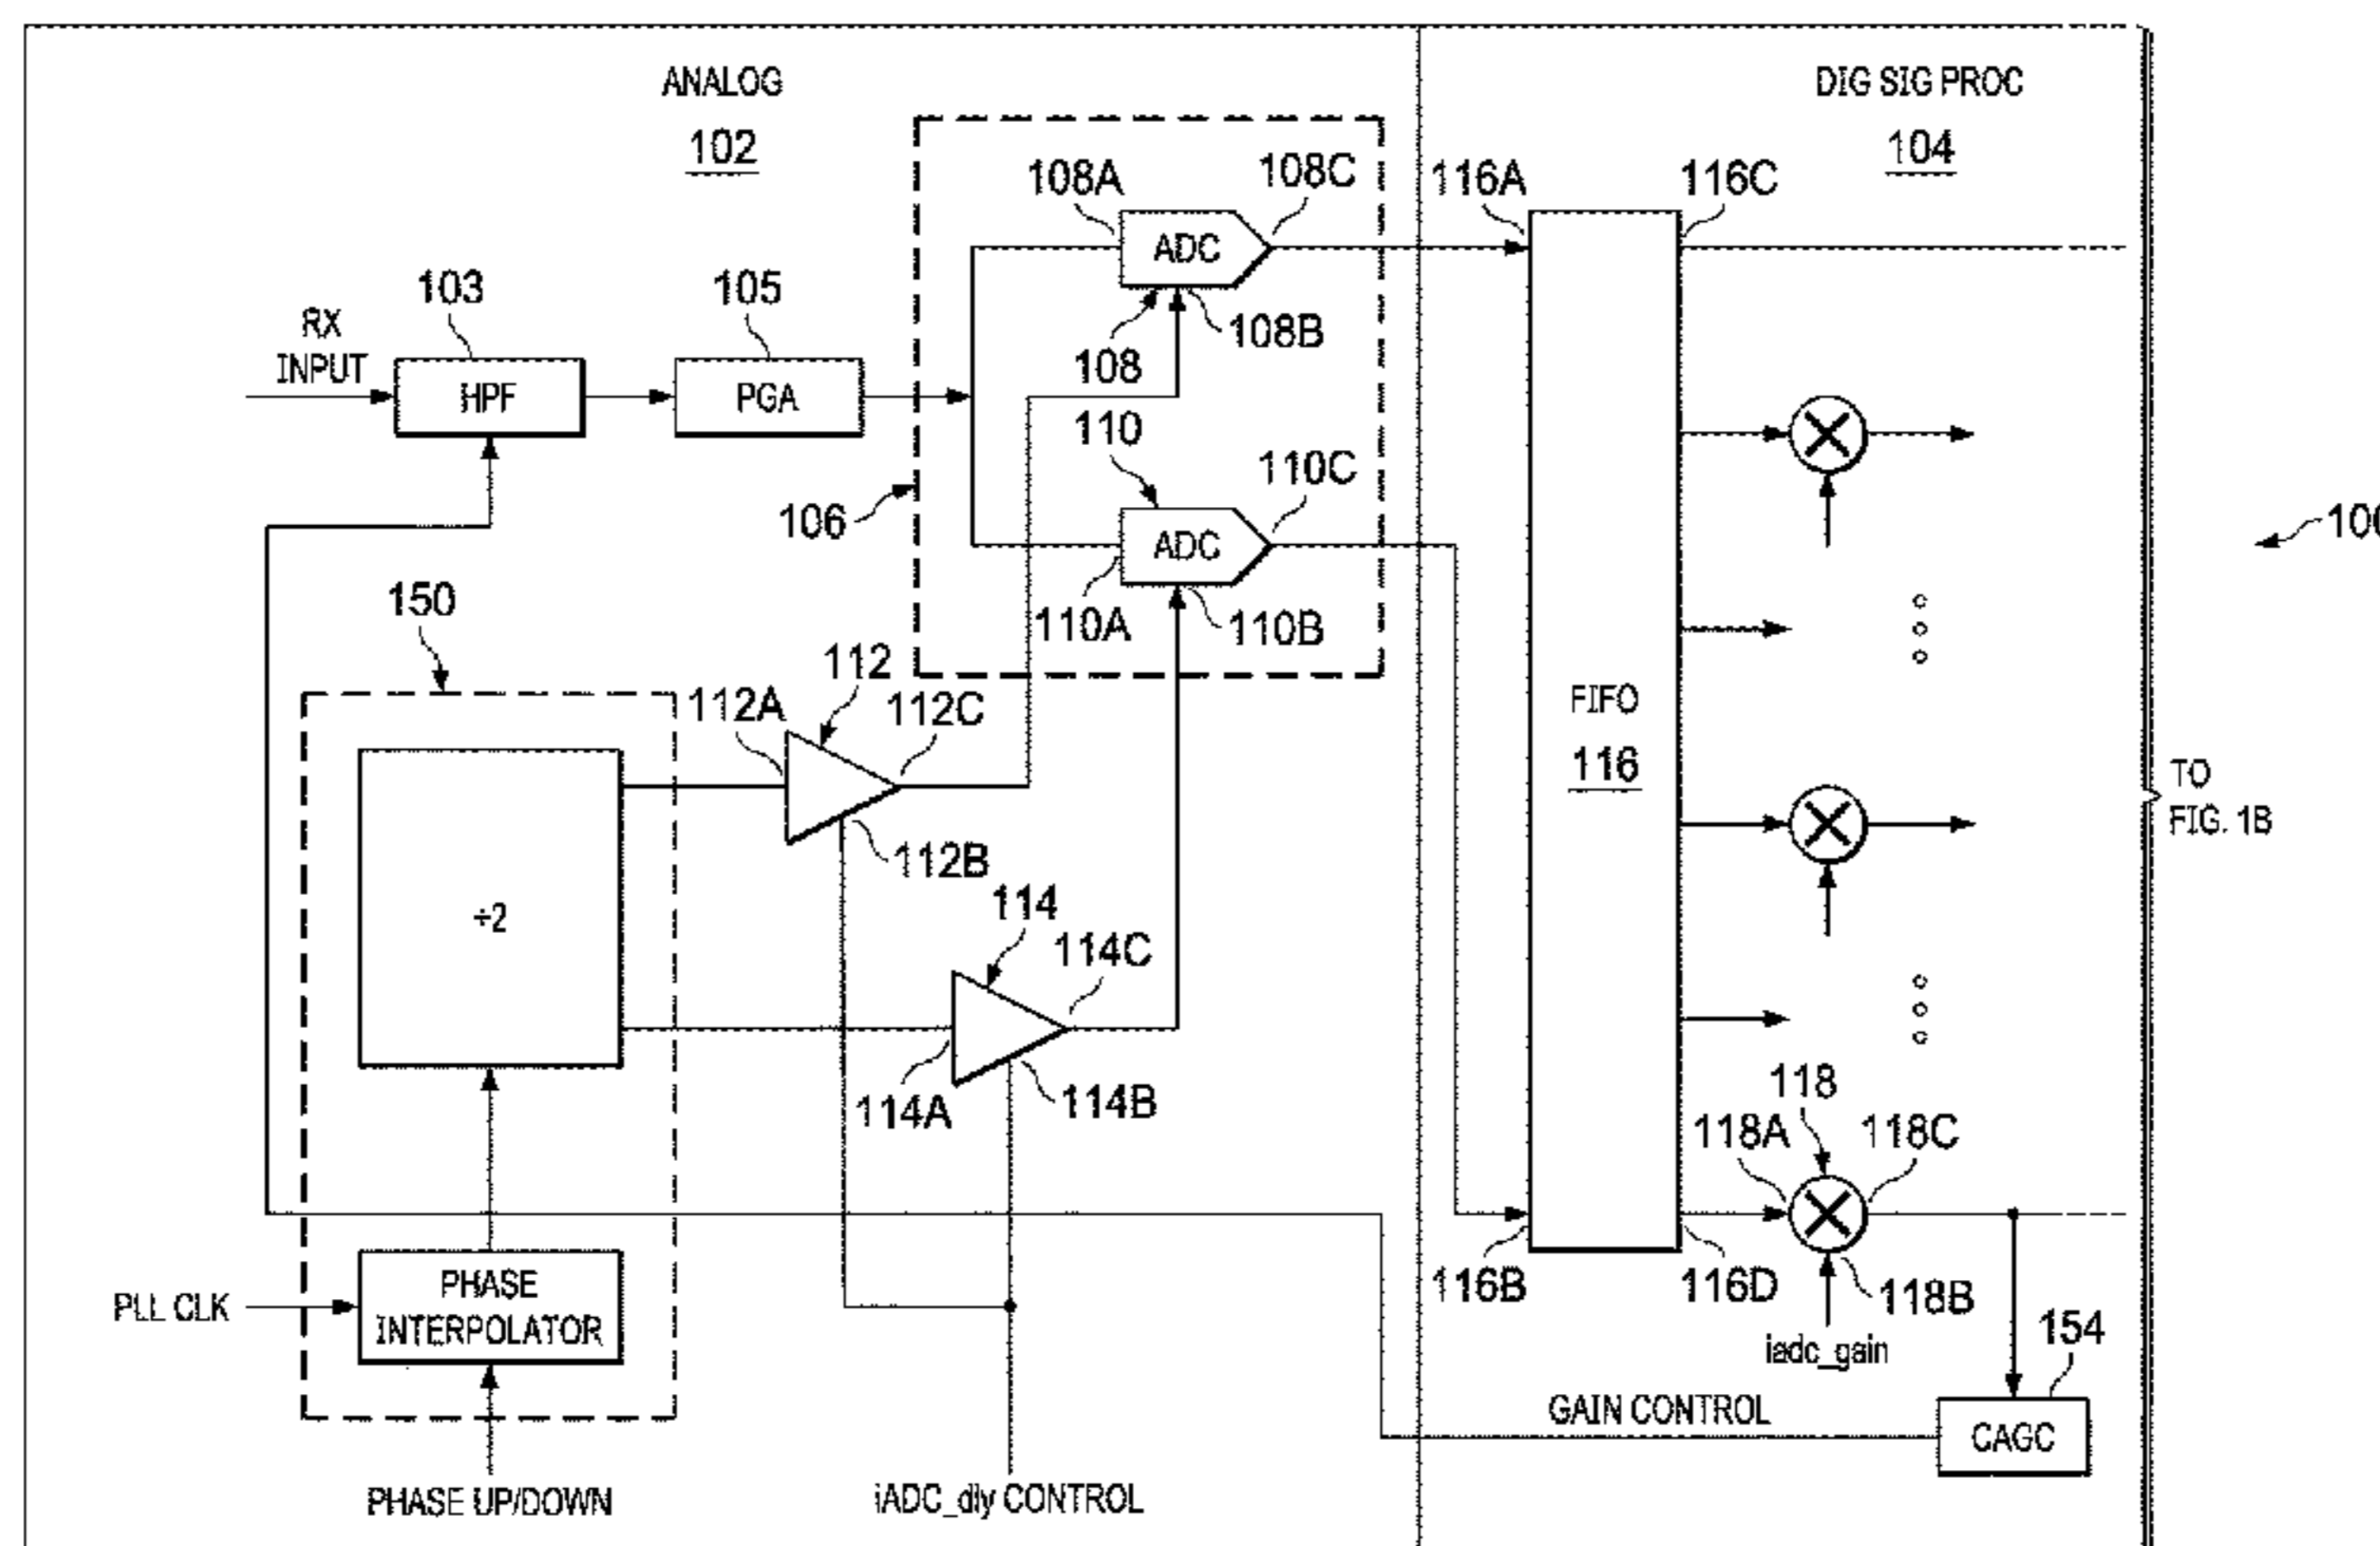 ANALOG
102
DIG SIG PROC
104
108A
108C
116A
116C
ADC
103
105
RX
INPUT
HPF
PGA
108
108B
110
110C
106
ADC
110A
110B
150
112
112A
112C
÷2
112B
114
114C
114A
114B
FIFO
116
TO
FIG. 1B
118
118A
118C
116B
116D
118B
iadc_gain
154
PLL CLK
PHASE
INTERPOLATOR
GAIN CONTROL
CAGC
PHASE UP/DOWN
iADC_dly CONTROL